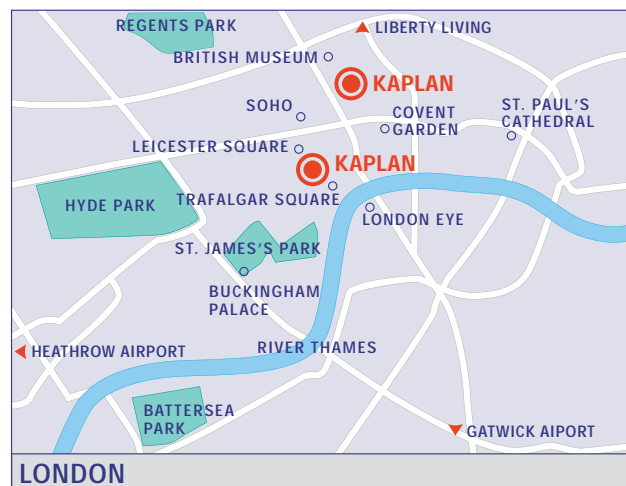 REGENTS PARK
LIBERTY LIVING
BRITISH MUSEUM
KAPLAN
SOHO
COVENT
GARDEN
ST. PAUL'S
CATHEDRAL
LEICESTER SQUARE
KAPLAN
HYDE PARK
TRAFALGAR SQUARE
LONDON EYE
ST. JAMES'S PARK
BUCKINGHAM
PALACE
RIVER THAMES
HEATHROW AIRPORT
BATTERSEA
PARK
GATWICK AIPORT
LONDON